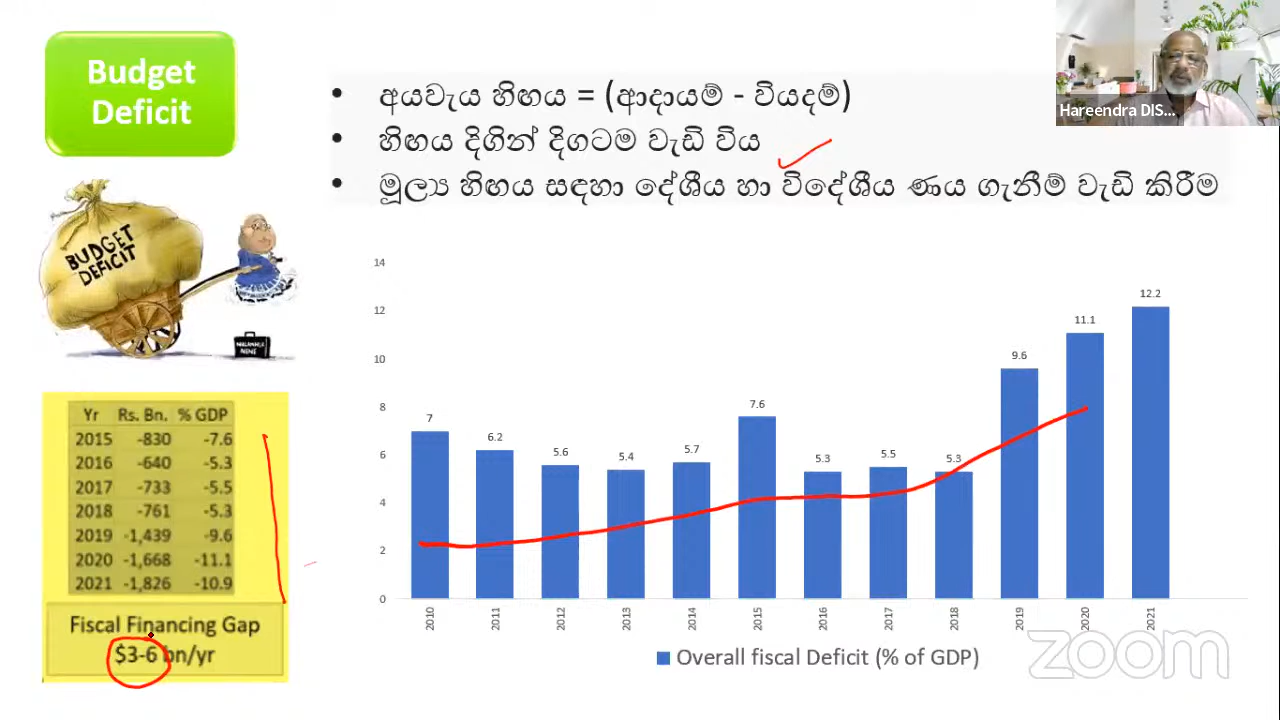 Budget
Deficit
• අයවැය හිඟය = (ආදායම් - වියදම්)
• හිඟය දිගින් දිගටම වැඩි විය
• මූල්‍ය හිඟය සඳහා දේශීය හා විදේශීය ණය ගැනීම් වැඩි කිරීම
Hareendra DIS...
BUDGET
DEFICIT
Yr Rs. Bn. % GDP
2015 -830 -7.6
2016 -640 -5.3
2017 -733 -5.5
2018 -761 -5.3
2019 -1,439 -9.6
2020 -1,668 -11.1
2021 -1,826 -10.9
Fiscal Financing Gap
$3-6 bn/yr
14
12
10
8
6
4
2
0
7
6.2
5.6
5.4
5.7
7.6
5.3
5.5
5.3
9.6
11.1
12.2
2010
2011
2012
2013
2014
2015
2016
2017
2018
2019
2020
2021
Overall fiscal Deficit (% of GDP)
zoom